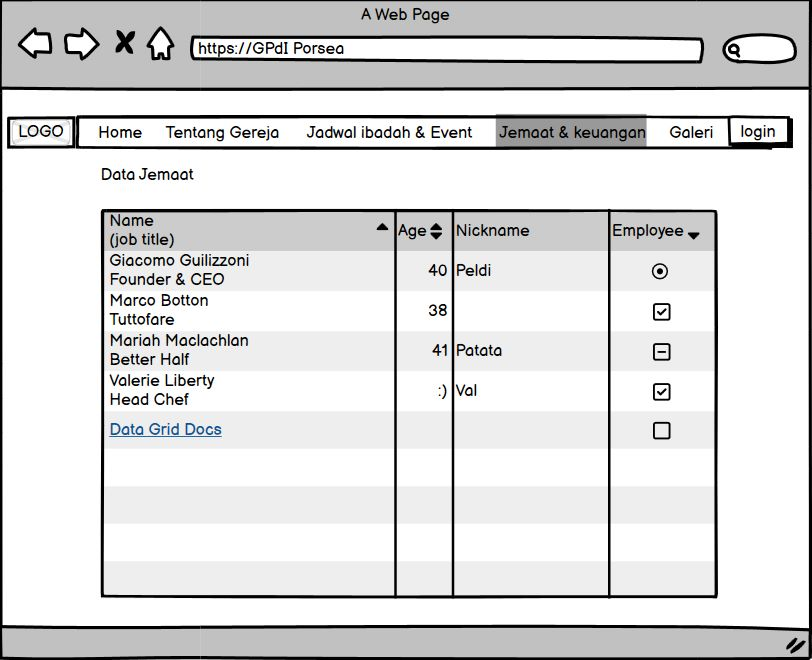 A Web Page
https://GPdI Porsea
LOGO Home Tentang Gereja Jadwal ibadah & Event Jemaat & keuangan Galeri login
Data Jemaat
Name
(job title) Age Nickname Employee
Giacomo Guilizzoni
Founder & CEO 40 Peldi
Marco Botton
Tuttofare 38
Mariah Maclachlan
Better Half 41 Patata
Valerie Liberty
Head Chef :) Val
Data Grid Docs